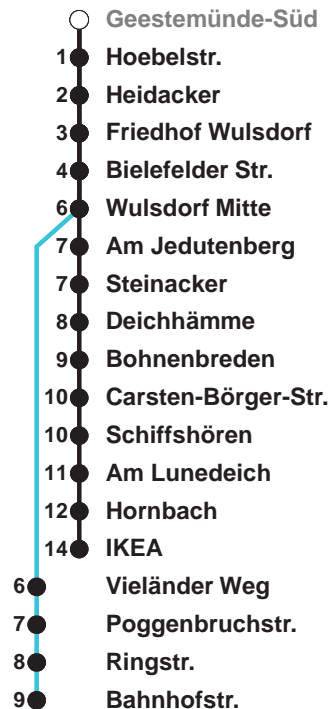 Geestemünde-Süd
1 Hoebelstr.
2 Heidacker
3 Friedhof Wulsdorf
4 Bielefelder Str.
6 Wulsdorf Mitte
7 Am Jedutenberg
7 Steinacker
8 Deichhämme
9 Bohnenbreden
10 Carsten-Börger-Str.
10 Schiffshören
11 Am Lunedeich
12 Hornbach
14 IKEA
6 Vieländer Weg
7 Poggenbruchstr.
8 Ringstr.
9 Bahnhofstr.